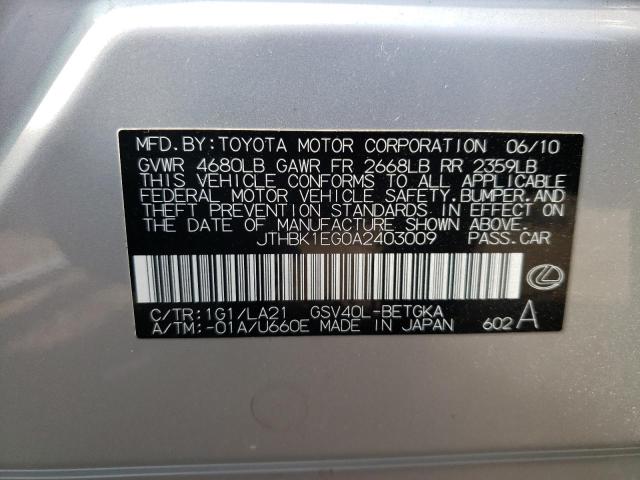 MFD.BY:TOYOTA MOTOR CORPORATION 06/10
GVWR 4680LB GAWR FR 2668LB RR 2359LB
THIS VEHICLE CONFORMS TO ALL APPLICABLE
FEDERAL MOTOR VEHICLE SAFETY,BUMPER, AND
THEFT PREVENTION STANDARDS IN EFFECT ON
THE DATE OF MANUFACTURE SHOWN ABOVE.
JTHBK1EG0A2403009 PASS.CAR
C/TR:1G1/LA21 GSV40L-BETGKA
A/TM:-01A/U660E MADE IN JAPAN 602 A